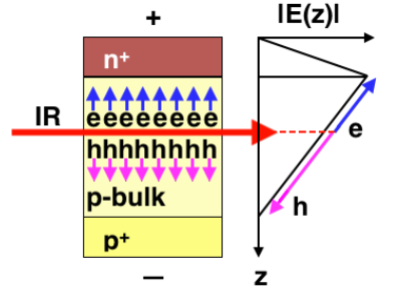 +
|E(z)|
n⁺
IR
eeeeeeee
e
hhhhhhhh
p-bulk
h
p⁺
−
z